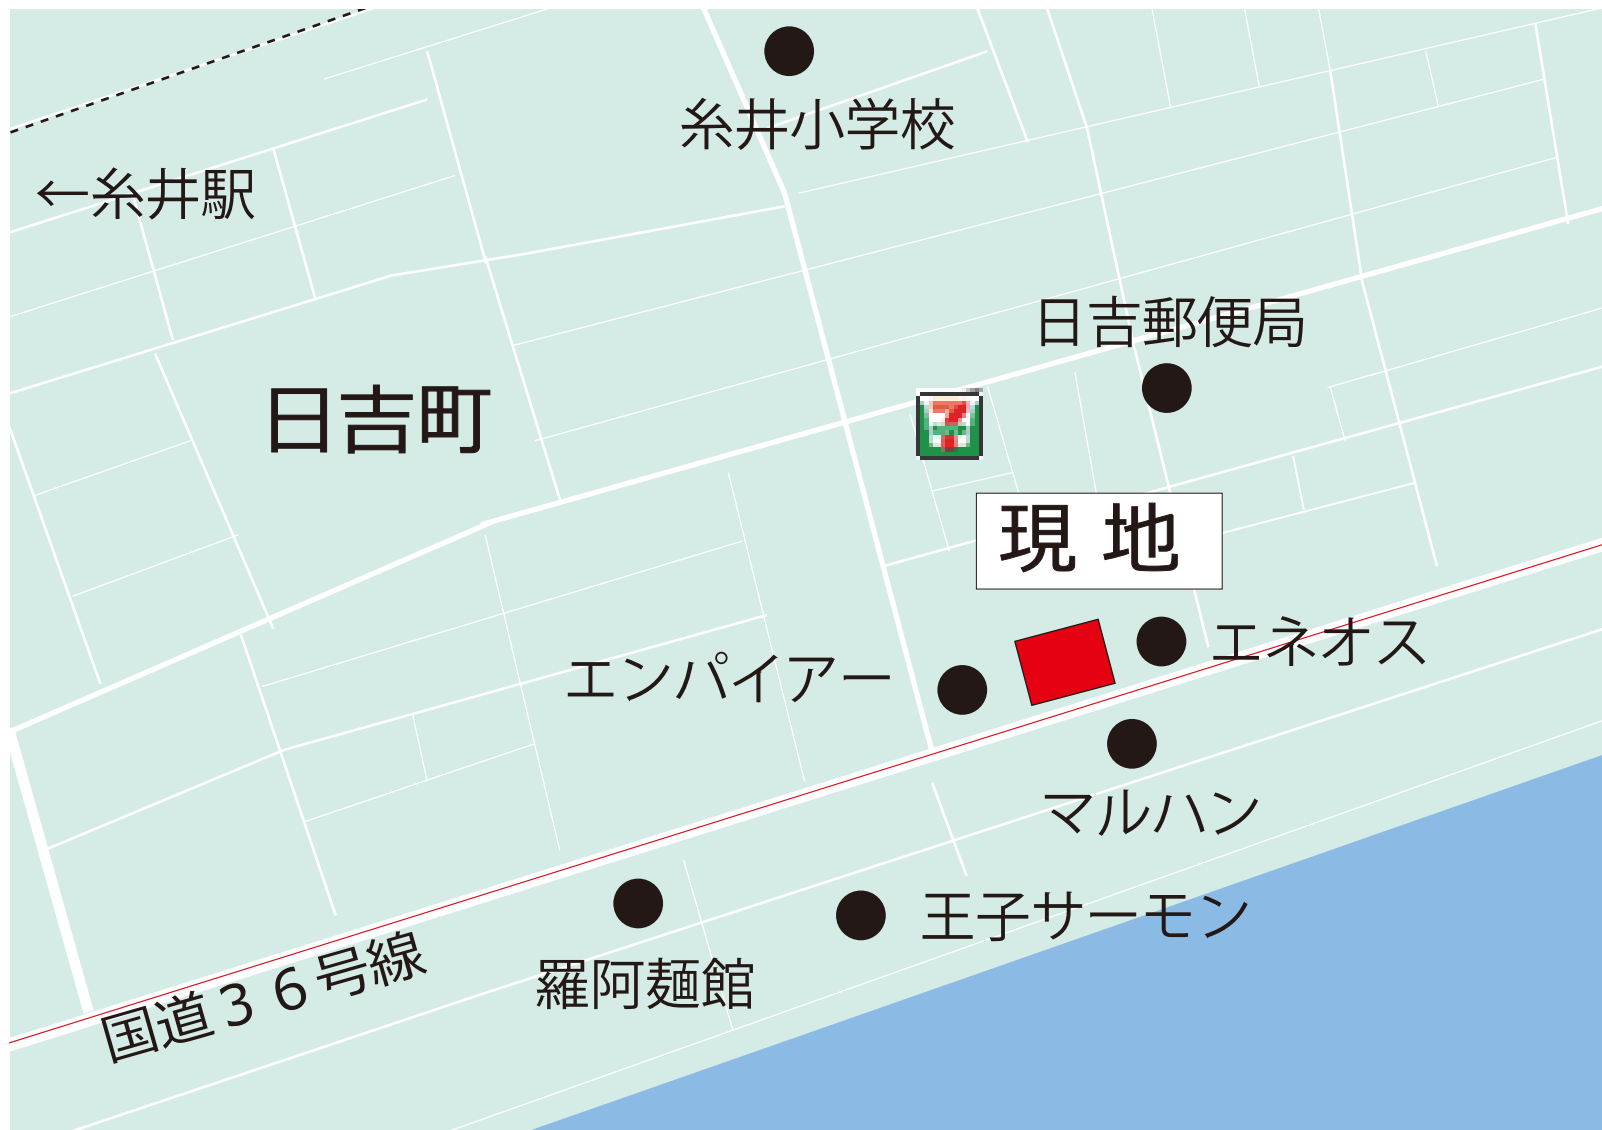 糸井小学校
←糸井駅
日吉郵便局
日吉町
7
現 地
エネオス
エンパイアー
マルハン
王子サーモン
羅阿麺館
国道３６号線